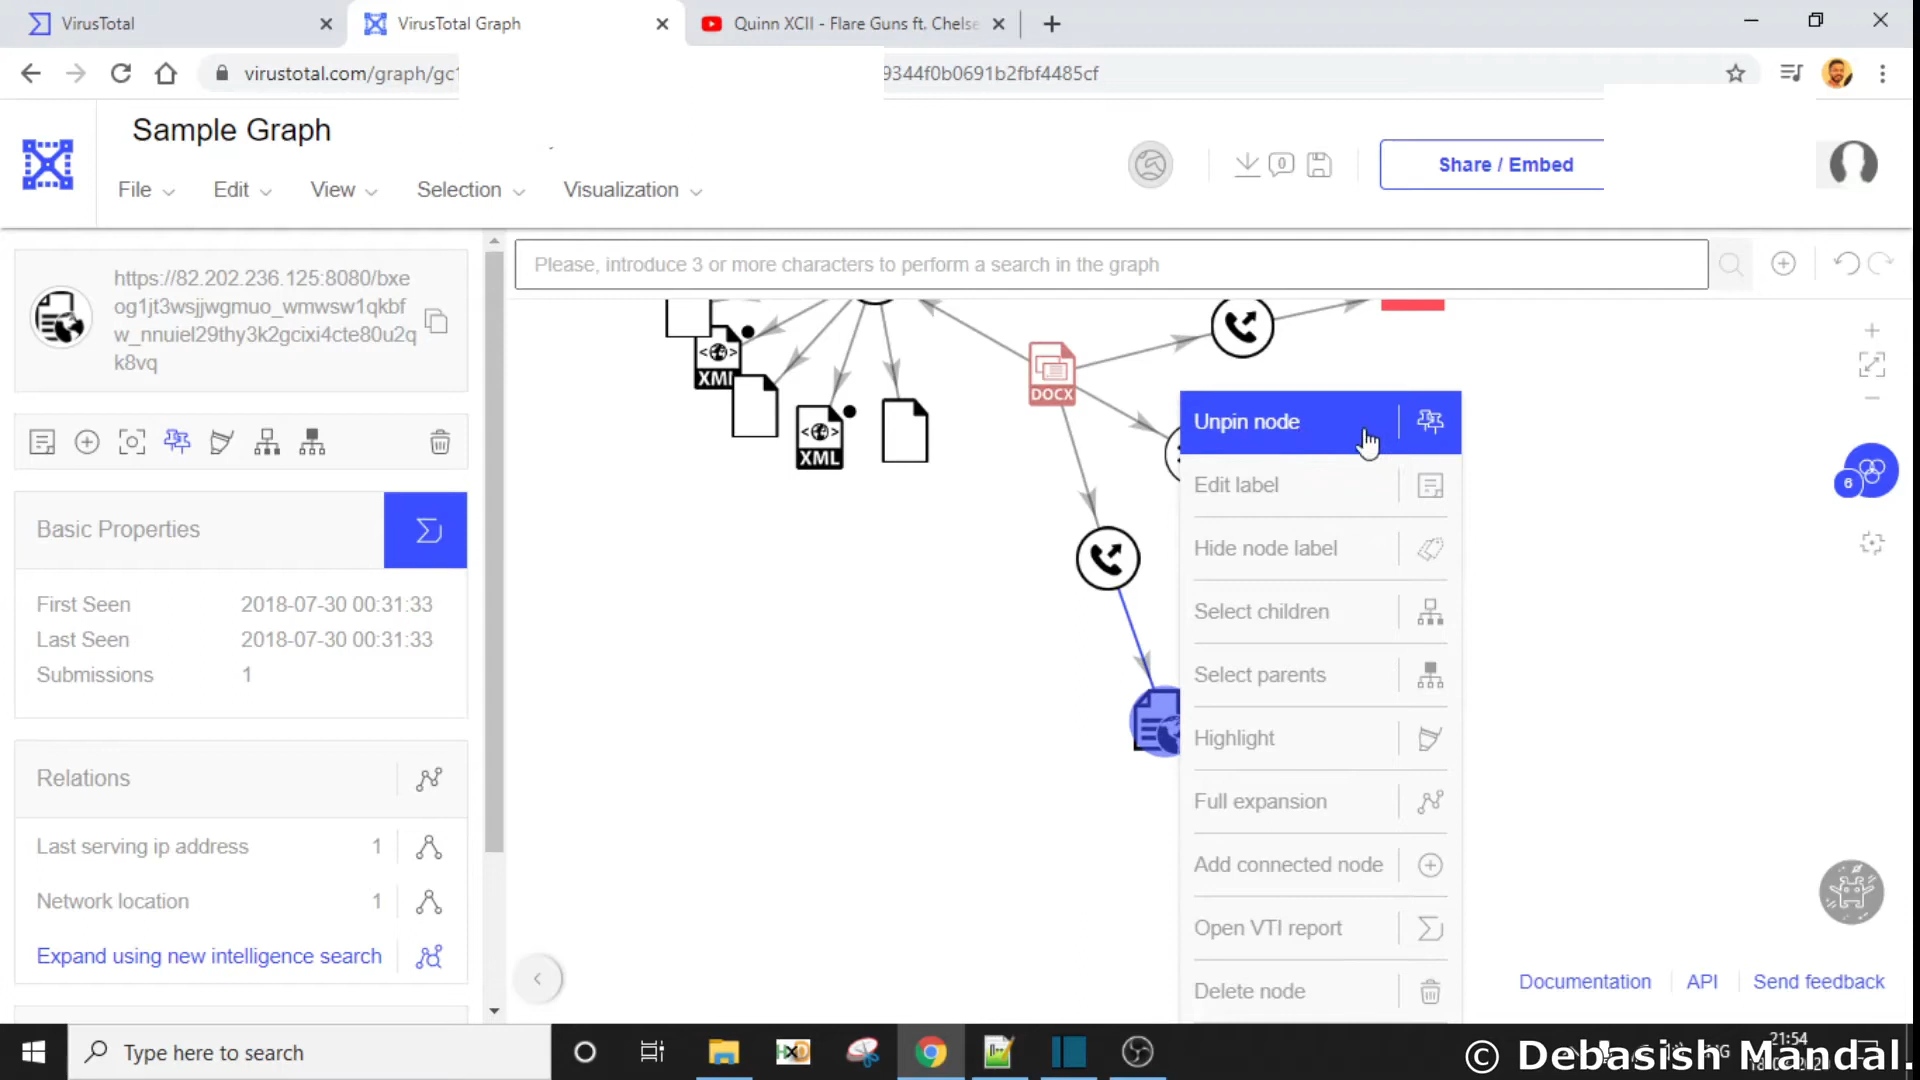 VirusTotal
VirusTotal Graph
Quinn XCII - Flare Guns ft. Chelse
virustotal.com/graph/gc
9344f0b0691b2fbf4485cf
Sample Graph
File
Edit
View
Selection
Visualization
0
Share / Embed
https://82.202.236.125:8080/bxe
og1jt3wsjjwgmuo_wmwsw1qkbf
w_nnuiel29thy3k2gcixi4cte80u2q
k8vq
Please, introduce 3 or more characters to perform a search in the graph
XML
XML
DOCX
Unpin node
Edit label
Hide node label
Select children
Select parents
Highlight
Full expansion
Add connected node
Open VTI report
Delete node
6
Basic Properties
First Seen 2018-07-30 00:31:33
Last Seen 2018-07-30 00:31:33
Submissions 1
Relations
Last serving ip address 1
Network location 1
Expand using new intelligence search
Documentation
API
Send feedback
Type here to search
HXD
21:54
© Debasish Mandal.